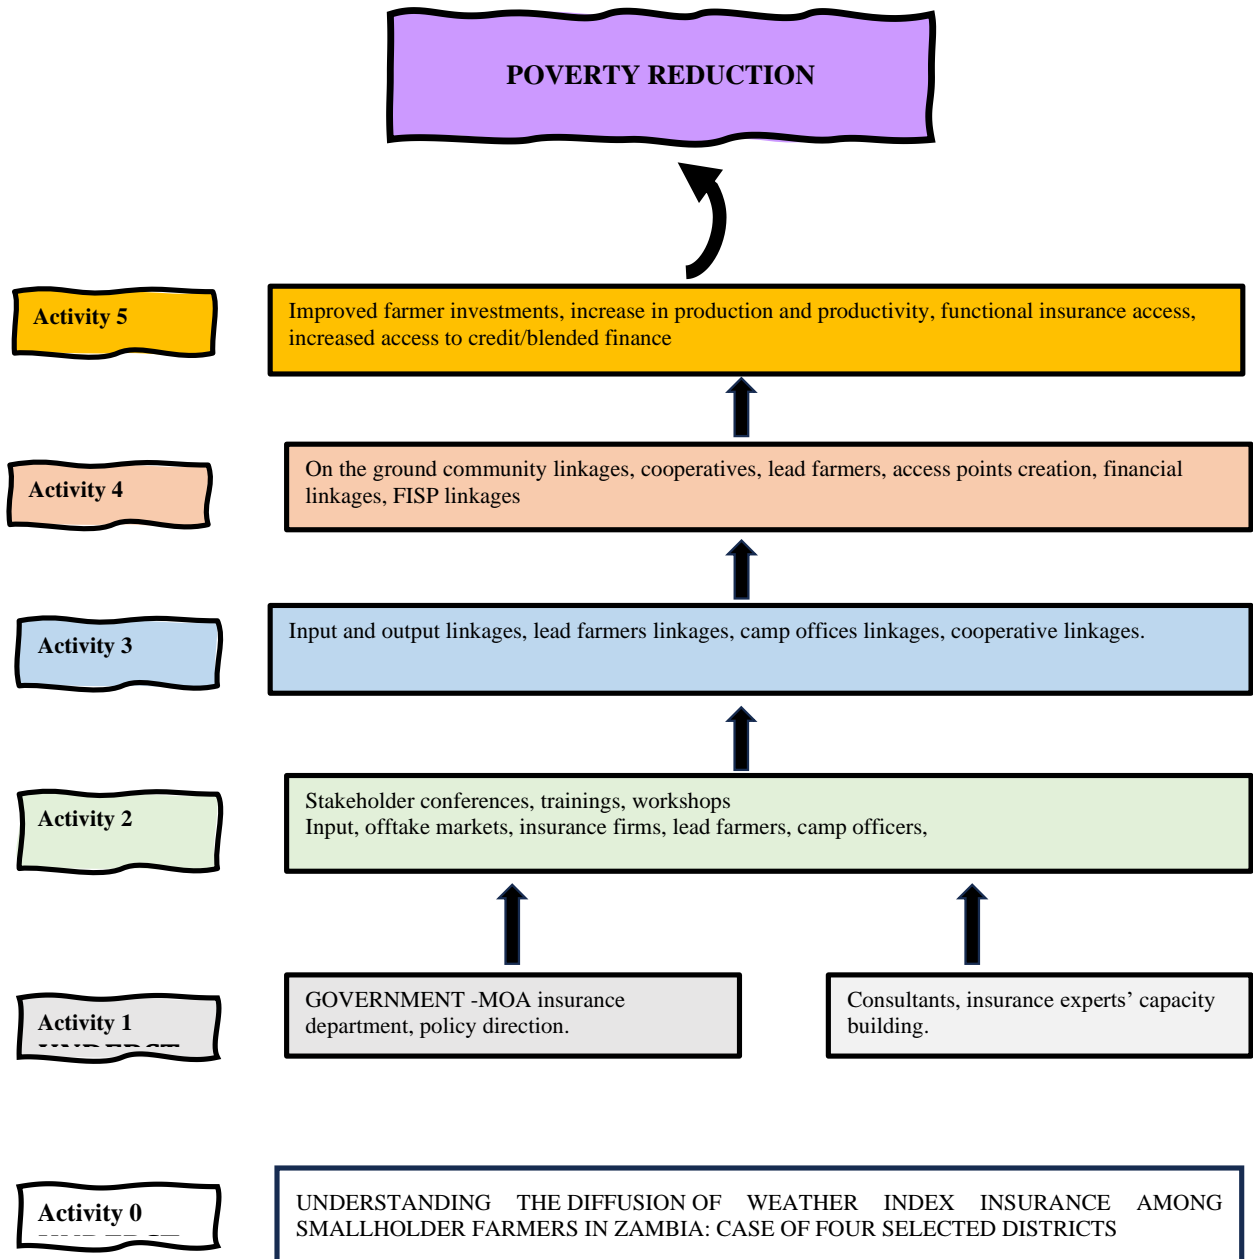 POVERTY REDUCTION
Activity 5
Improved farmer investments, increase in production and productivity, functional insurance access,
increased access to credit/blended finance
Activity 4
On the ground community linkages, cooperatives, lead farmers, access points creation, financial
linkages, FISP linkages
Activity 3
Input and output linkages, lead farmers linkages, camp offices linkages, cooperative linkages.
Activity 2
Stakeholder conferences, trainings, workshops
Input, offtake markets, insurance firms, lead farmers, camp officers,
Activity 1
GOVERNMENT -MOA insurance
department, policy direction.
Consultants, insurance experts’ capacity
building.
Activity 0
UNDERSTANDING THE DIFFUSION OF WEATHER INDEX INSURANCE AMONG
SMALLHOLDER FARMERS IN ZAMBIA: CASE OF FOUR SELECTED DISTRICTS